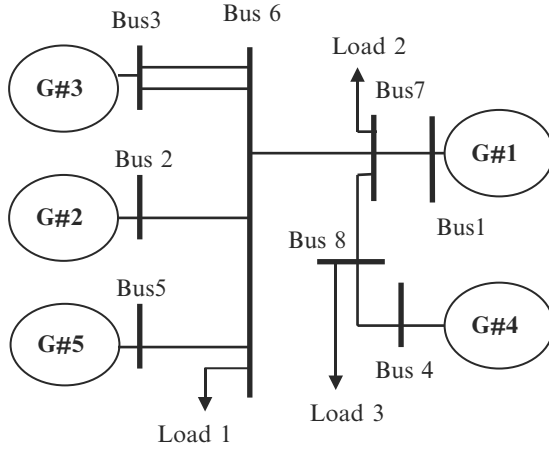 Bus3
Bus 6
Load 2
G#3
Bus7
G#1
Bus 2
G#2
Bus1
Bus 8
Bus5
G#5
G#4
Bus 4
Load 1
Load 3